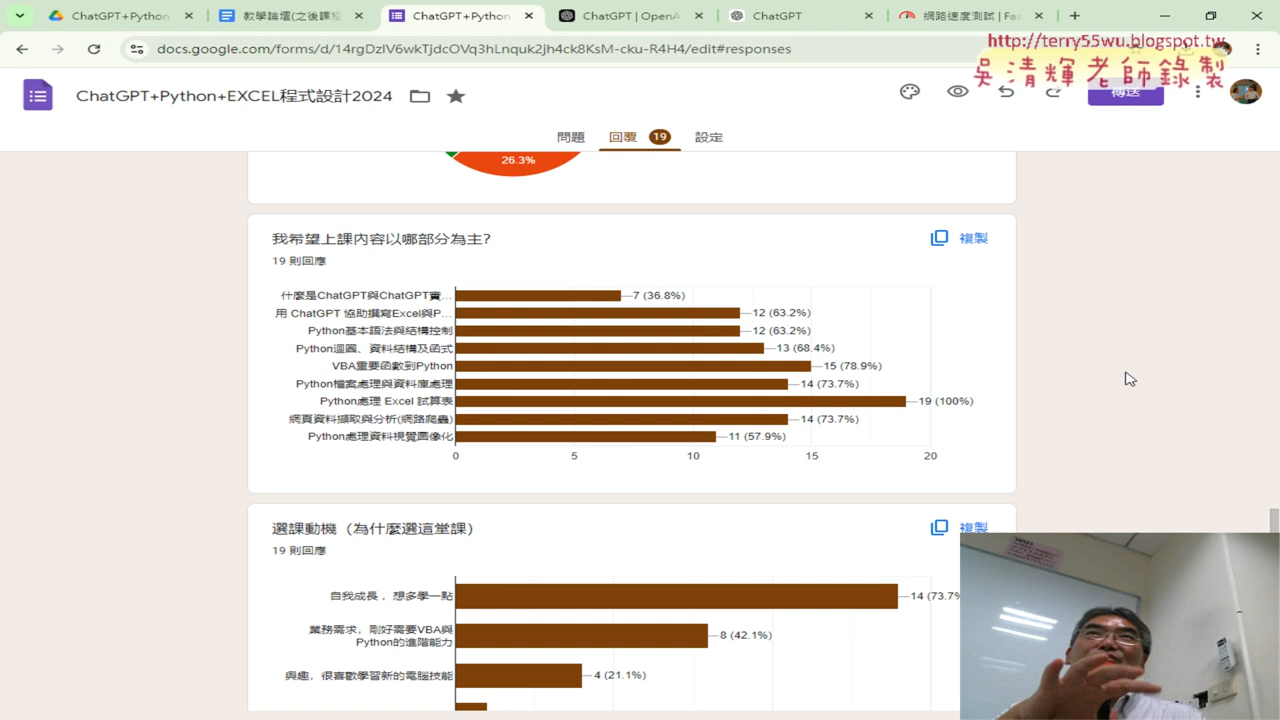 ChatGPT+Python
教學論壇(之後課程
ChatGPT+Python
ChatGPT | OpenA
ChatGPT
網路速度測試 | Fas
docs.google.com/forms/d/14rgDzlV6wkTjdcOVq3hLnquk2jh4ck8KsM-cku-R4H4/edit#responses
http://terry55wu.blogspot.tw
吳清輝老師錄製
ChatGPT+Python+EXCEL程式設計2024
傳送
問題
回覆 19
設定
26.3%
我希望上課內容以哪部分為主?
複製
19 則回應
什麼是ChatGPT與ChatGPT實… 7 (36.8%)
用 ChatGPT 協助撰寫Excel與P… 12 (63.2%)
Python基本語法與結構控制 12 (63.2%)
Python迴圈、資料結構及函式 13 (68.4%)
VBA重要函數到Python 15 (78.9%)
Python檔案處理與資料庫處理 14 (73.7%)
Python處理 Excel 試算表 19 (100%)
網頁資料擷取與分析(網路爬蟲) 14 (73.7%)
Python處理資料視覺圖像化 11 (57.9%)
0 5 10 15 20
選課動機（為什麼選這堂課）
複製
19 則回應
自我成長，想多學一點 14 (73.7%
業務需求，剛好需要VBA與
Python的進階能力 8 (42.1%)
興趣，很喜歡學習新的電腦技能 4 (21.1%)